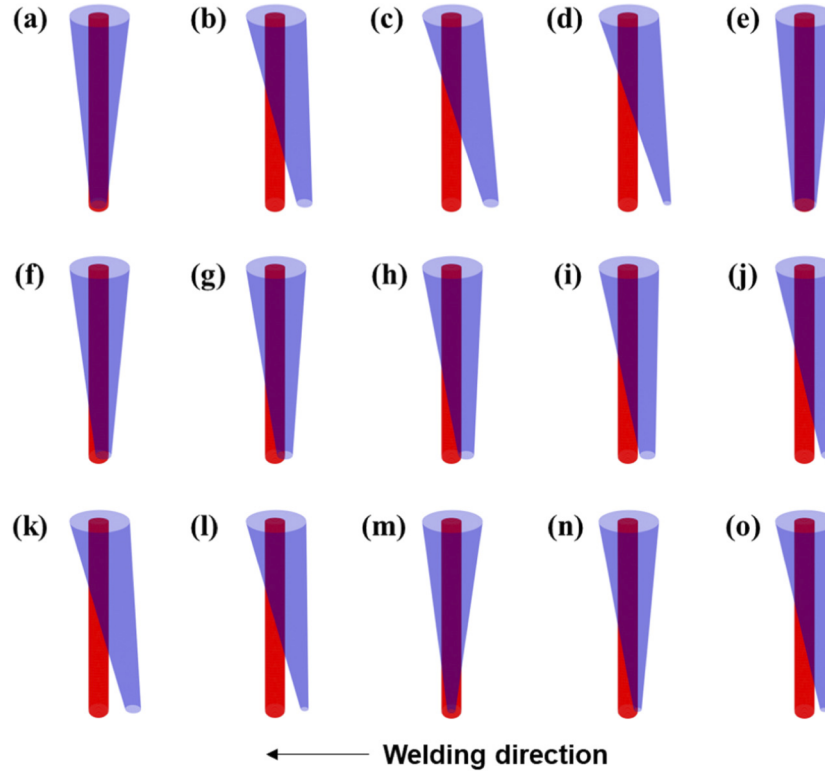 (a) (b) (c) (d) (e)
(f) (g) (h) (i) (j)
(k) (l) (m) (n) (o)
Welding direction